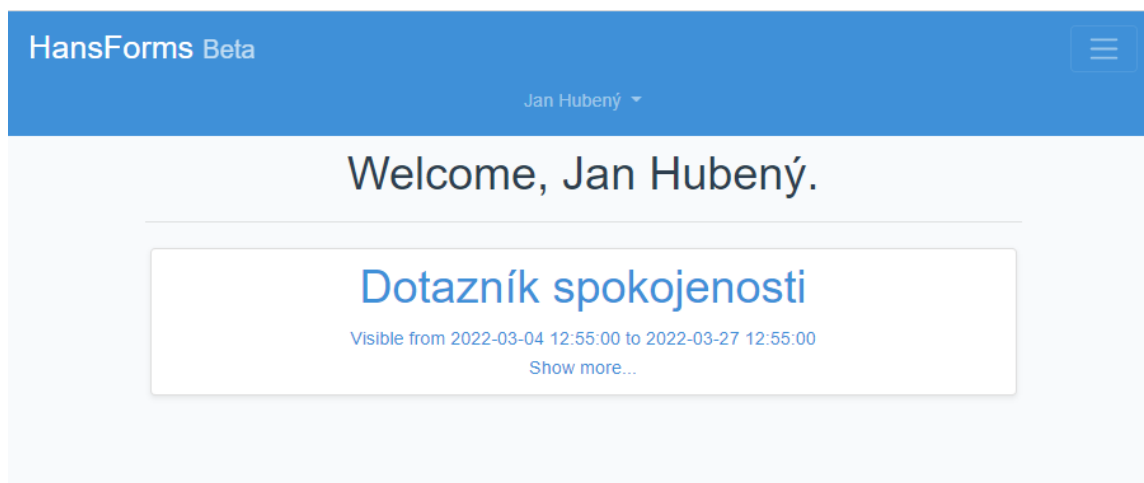 HansForms Beta
Jan Hubený
Welcome, Jan Hubený.
Dotazník spokojenosti
Visible from 2022-03-04 12:55:00 to 2022-03-27 12:55:00
Show more...